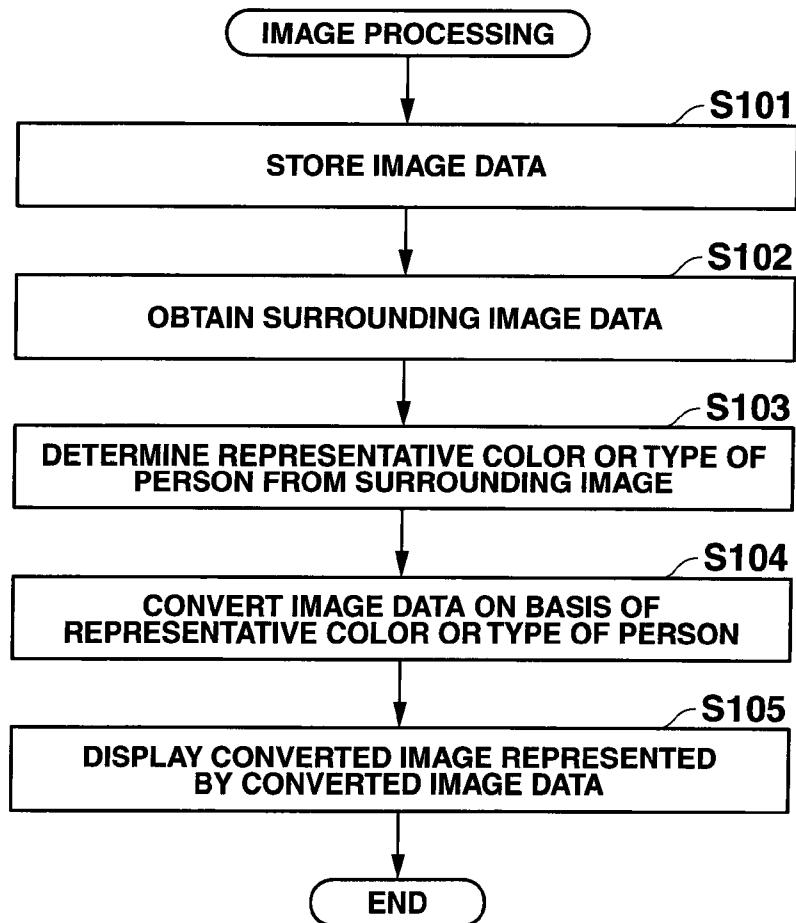 IMAGE PROCESSING
S101
STORE IMAGE DATA
S102
OBTAIN SURROUNDING IMAGE DATA
S103
DETERMINE REPRESENTATIVE COLOR OR TYPE OF
PERSON FROM SURROUNDING IMAGE
S104
CONVERT IMAGE DATA ON BASIS OF
REPRESENTATIVE COLOR OR TYPE OF PERSON
S105
DISPLAY CONVERTED IMAGE REPRESENTED
BY CONVERTED IMAGE DATA
END